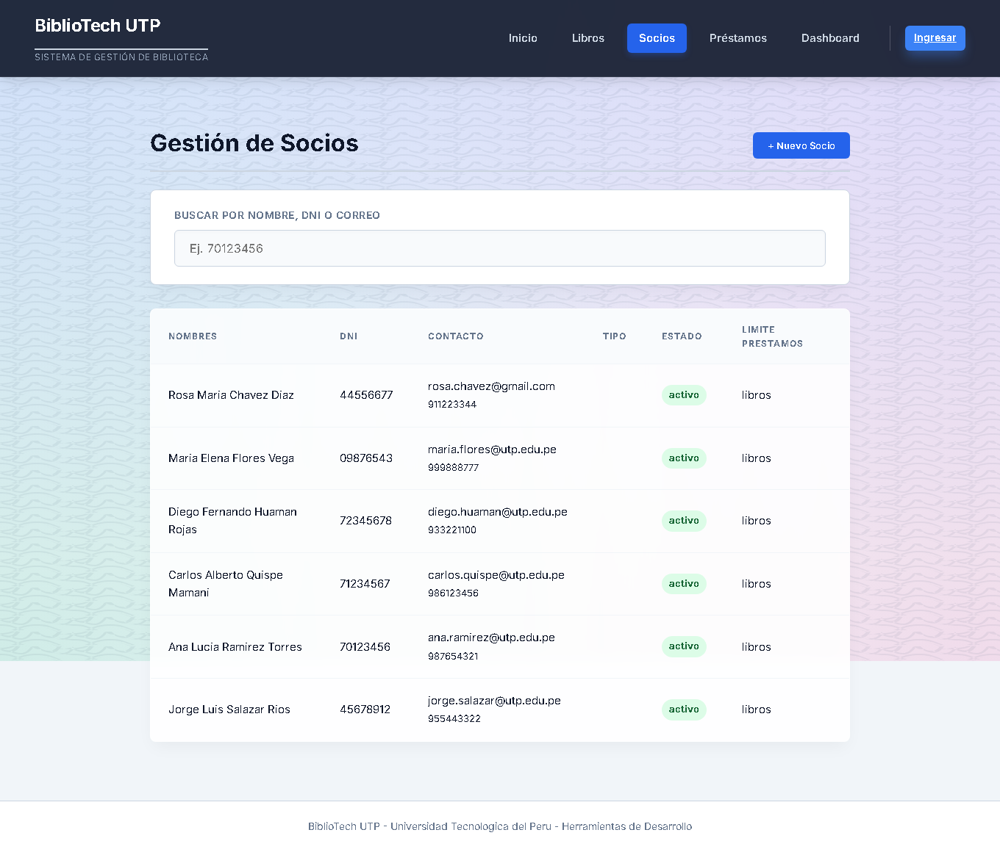 BiblioTech UTP
SISTEMA DE GESTIÓN DE BIBLIOTECA
Inicio
Libros
Socios
Préstamos
Dashboard
Ingresar
Gestión de Socios
+ Nuevo Socio
BUSCAR POR NOMBRE, DNI O CORREO
Ej. 70123456
NOMBRES
DNI
CONTACTO
TIPO
ESTADO
LIMITE
PRESTAMOS
Rosa Maria Chavez Diaz
44556677
rosa.chavez@gmail.com
911223344
activo
libros
Maria Elena Flores Vega
09876543
maria.flores@utp.edu.pe
999888777
activo
libros
Diego Fernando Huaman
Rojas
72345678
diego.huaman@utp.edu.pe
933221100
activo
libros
Carlos Alberto Quispe
Mamani
71234567
carlos.quispe@utp.edu.pe
986123456
activo
libros
Ana Lucia Ramirez Torres
70123456
ana.ramirez@utp.edu.pe
987654321
activo
libros
Jorge Luis Salazar Rios
45678912
jorge.salazar@utp.edu.pe
955443322
activo
libros
BiblioTech UTP - Universidad Tecnologica del Peru - Herramientas de Desarrollo